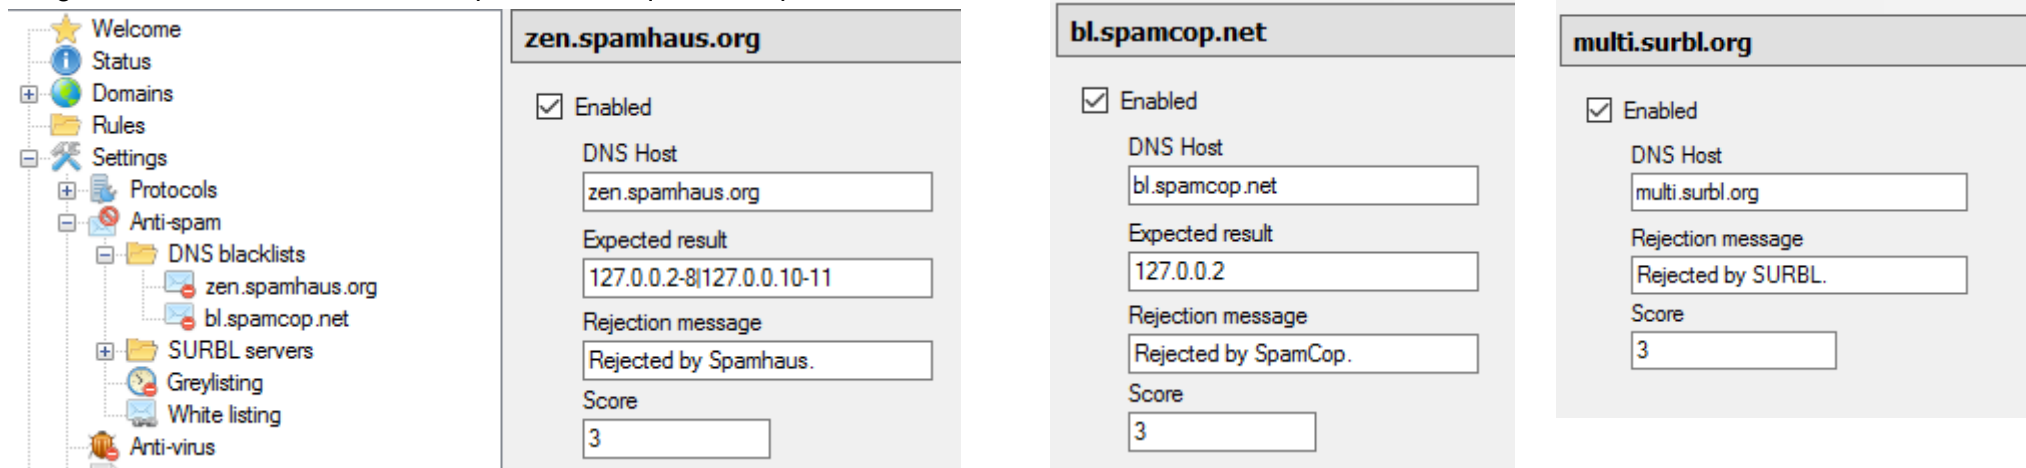 Welcome
Status
Domains
Rules
Settings
Protocols
Anti-spam
DNS blacklists
zen.spamhaus.org
bl.spamcop.net
SURBL servers
Greylisting
White listing
Anti-virus
zen.spamhaus.org
Enabled
DNS Host
zen.spamhaus.org
Expected result
127.0.0.2-8|127.0.0.10-11
Rejection message
Rejected by Spamhaus.
Score
3
bl.spamcop.net
Enabled
DNS Host
bl.spamcop.net
Expected result
127.0.0.2
Rejection message
Rejected by SpamCop.
Score
3
multi.surbl.org
Enabled
DNS Host
multi.surbl.org
Rejection message
Rejected by SURBL.
Score
3